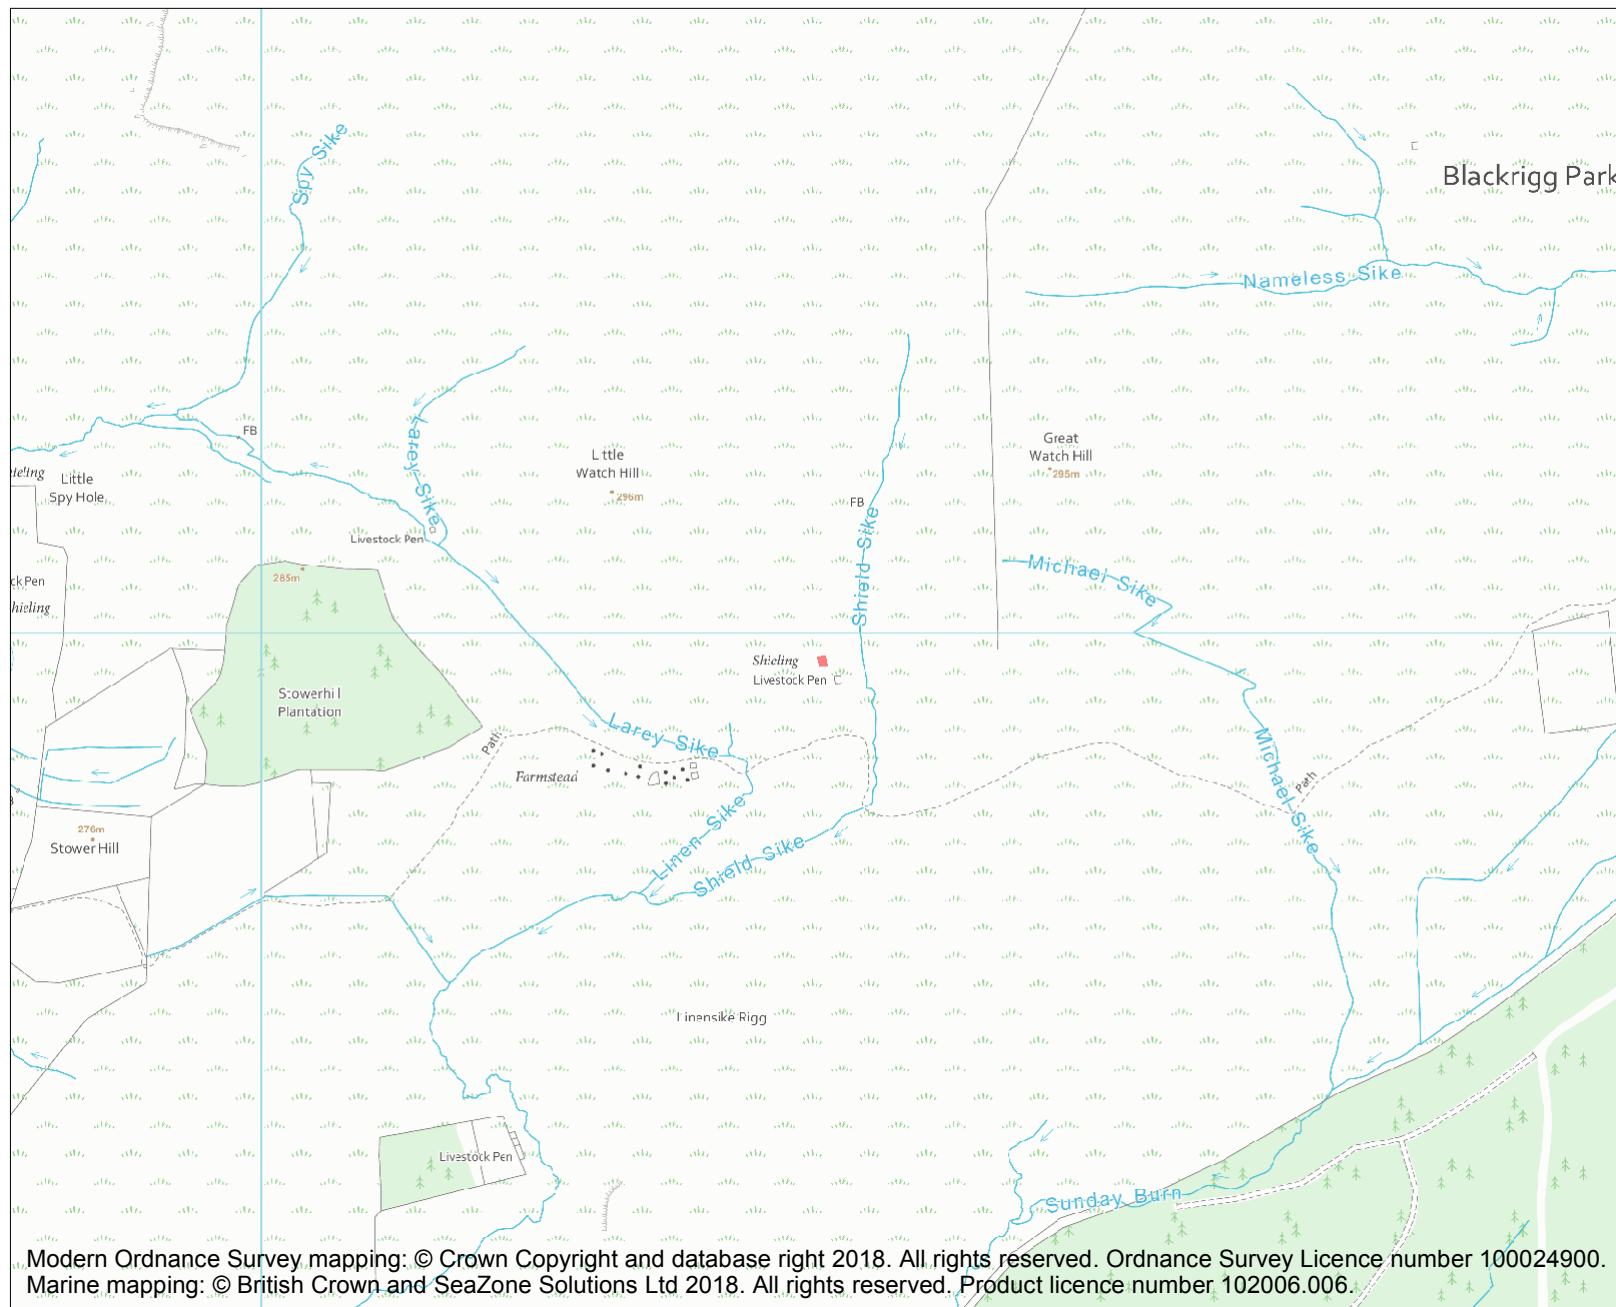 Spy Sike
Blackrigg Park
Nameless Sike
Larey Sike
FB
Little
Spy Hole
Little
Watch Hill
296m
Great
Watch Hill
295m
FB
Shield Sike
Livestock Pen
285m
Michael Sike
Shieling
Livestock Pen
Stowerhill
Plantation
Path
Larey Sike
Farmstead
Michael Sike
Path
Linen Sike
Shield Sike
276m
Stower Hill
Linensike Rigg
Livestock Pen
Sunday Burn
Modern Ordnance Survey mapping: © Crown Copyright and database right 2018. All rights reserved. Ordnance Survey Licence number 100024900.
Marine mapping: © British Crown and SeaZone Solutions Ltd 2018. All rights reserved. Product licence number 102006.006.